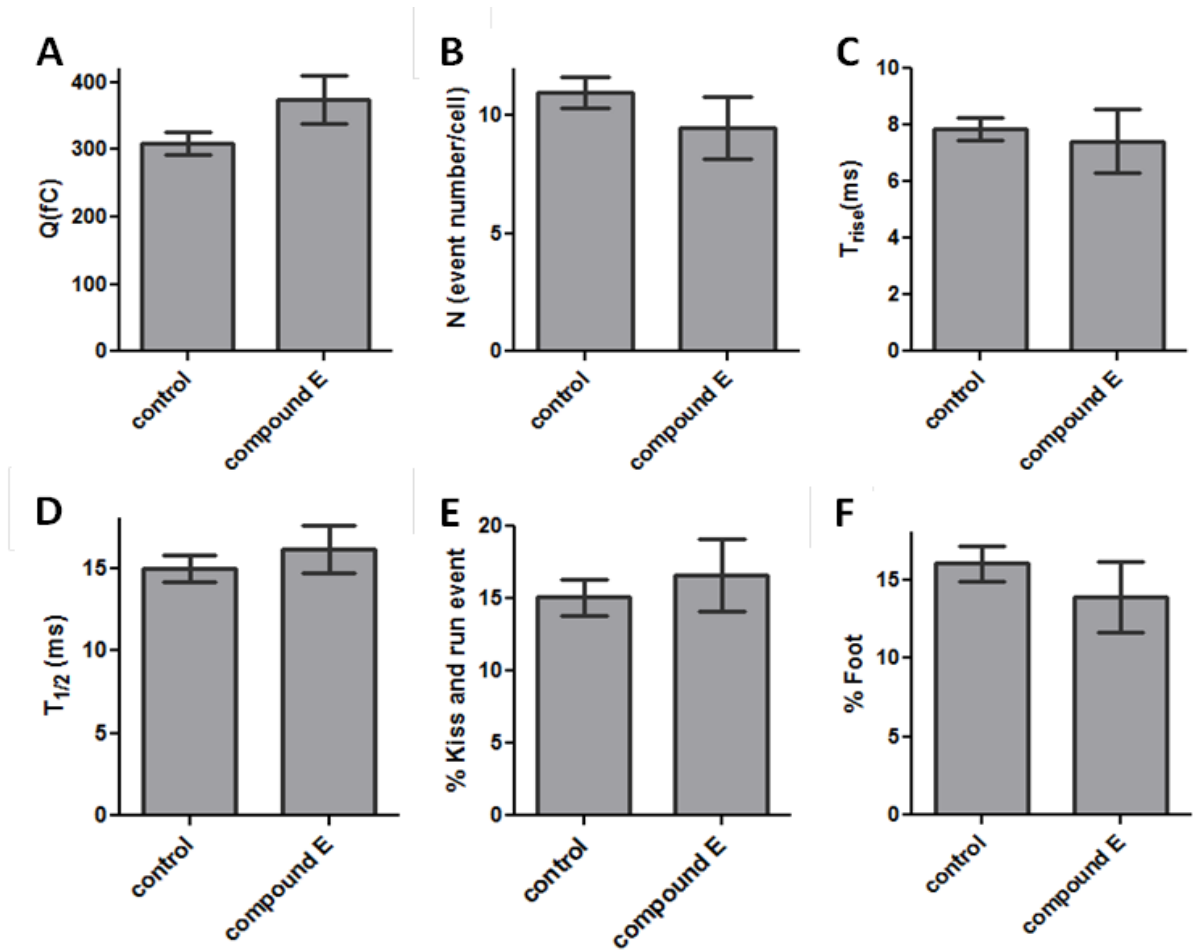 A
Q(fC)
400
300
200
100
0
control
compound E
B
N (event number/cell)
10
5
0
control
compound E
C
Trise(ms)
10
8
6
4
2
0
control
compound E
D
T1/2 (ms)
15
10
5
0
control
compound E
E
% Kiss and run event
20
15
10
5
0
control
compound E
F
% Foot
15
10
5
0
control
compound E